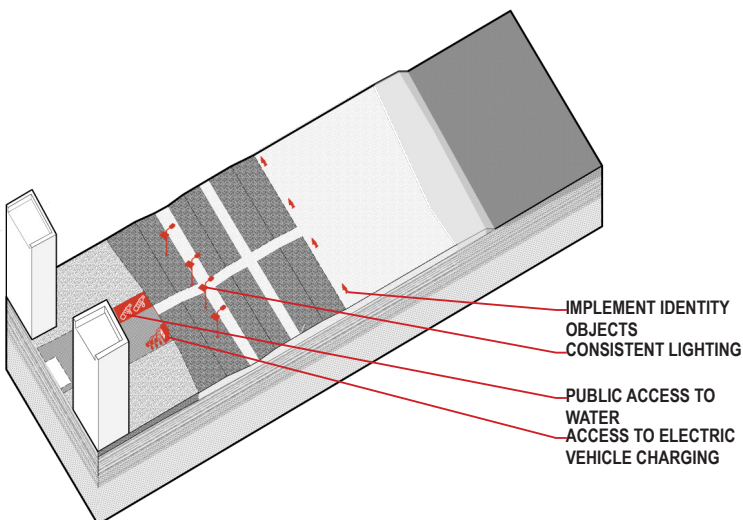 IMPLEMENT IDENTITY
OBJECTS
CONSISTENT LIGHTING
PUBLIC ACCESS TO
WATER
ACCESS TO ELECTRIC
VEHICLE CHARGING